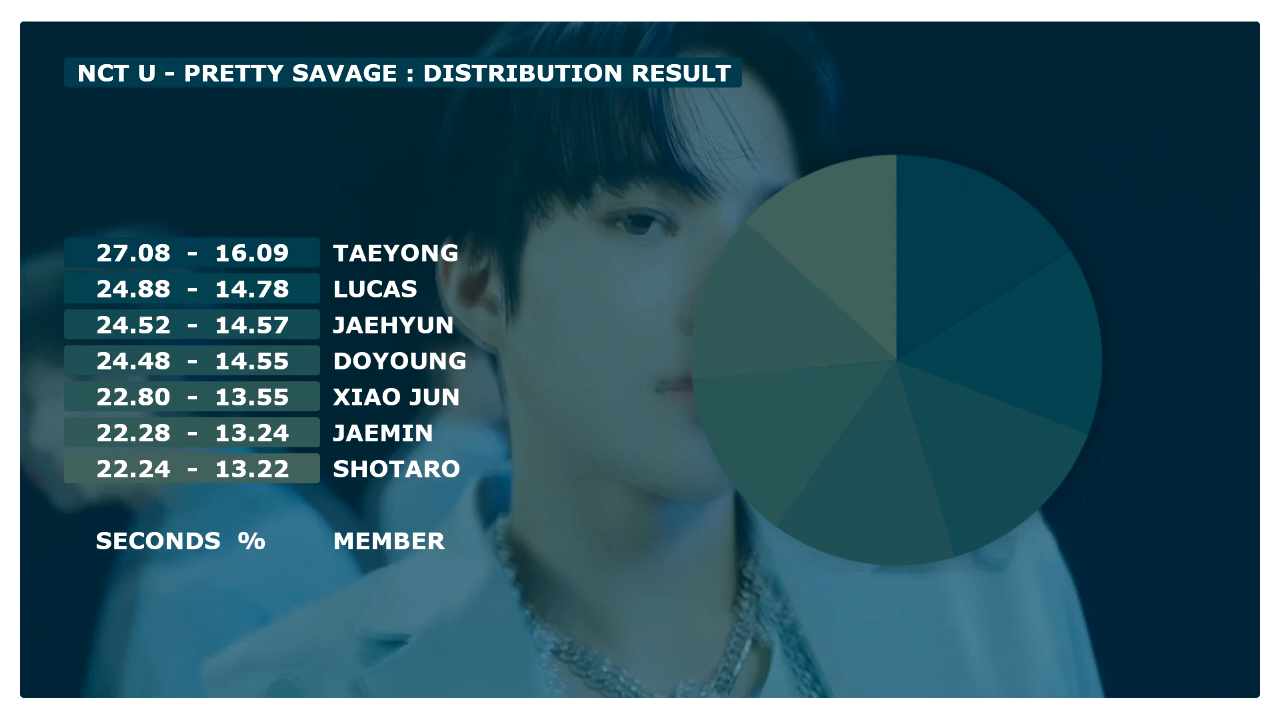 NCT U - PRETTY SAVAGE : DISTRIBUTION RESULT
27.08 - 16.09 TAEYONG
24.88 - 14.78 LUCAS
24.52 - 14.57 JAEHYUN
24.48 - 14.55 DOYOUNG
22.80 - 13.55 XIAO JUN
22.28 - 13.24 JAEMIN
22.24 - 13.22 SHOTARO
SECONDS % MEMBER